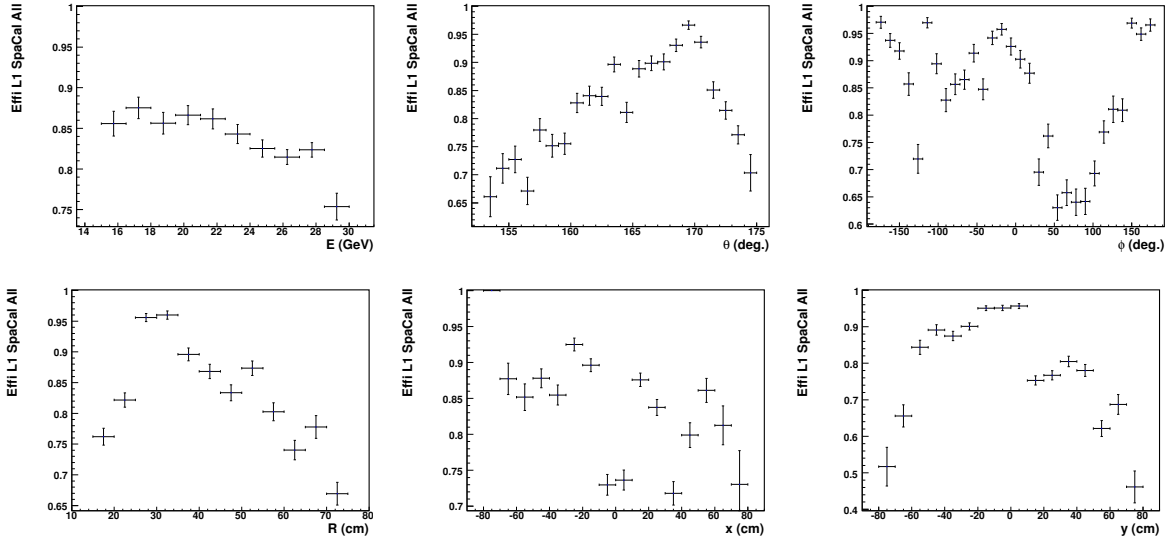 Effi L1 SpaCal All
1
0.95
0.9
0.85
0.8
0.75
14 16 18 20 22 24 26 28 30
E (GeV)
Effi L1 SpaCal All
1
0.95
0.9
0.85
0.8
0.75
0.7
0.65
155 160 165 170 175
θ (deg.)
Effi L1 SpaCal All
1
0.95
0.9
0.85
0.8
0.75
0.7
0.65
0.6
-150 -100 -50 0 50 100 150
ϕ (deg.)
Effi L1 SpaCal All
1
0.95
0.9
0.85
0.8
0.75
0.7
0.65
10 20 30 40 50 60 70 80
R (cm)
Effi L1 SpaCal All
1
0.95
0.9
0.85
0.8
0.75
0.7
-80 -60 -40 -20 0 20 40 60 80
x (cm)
Effi L1 SpaCal All
1
0.9
0.8
0.7
0.6
0.5
0.4
-80 -60 -40 -20 0 20 40 60 80
y (cm)